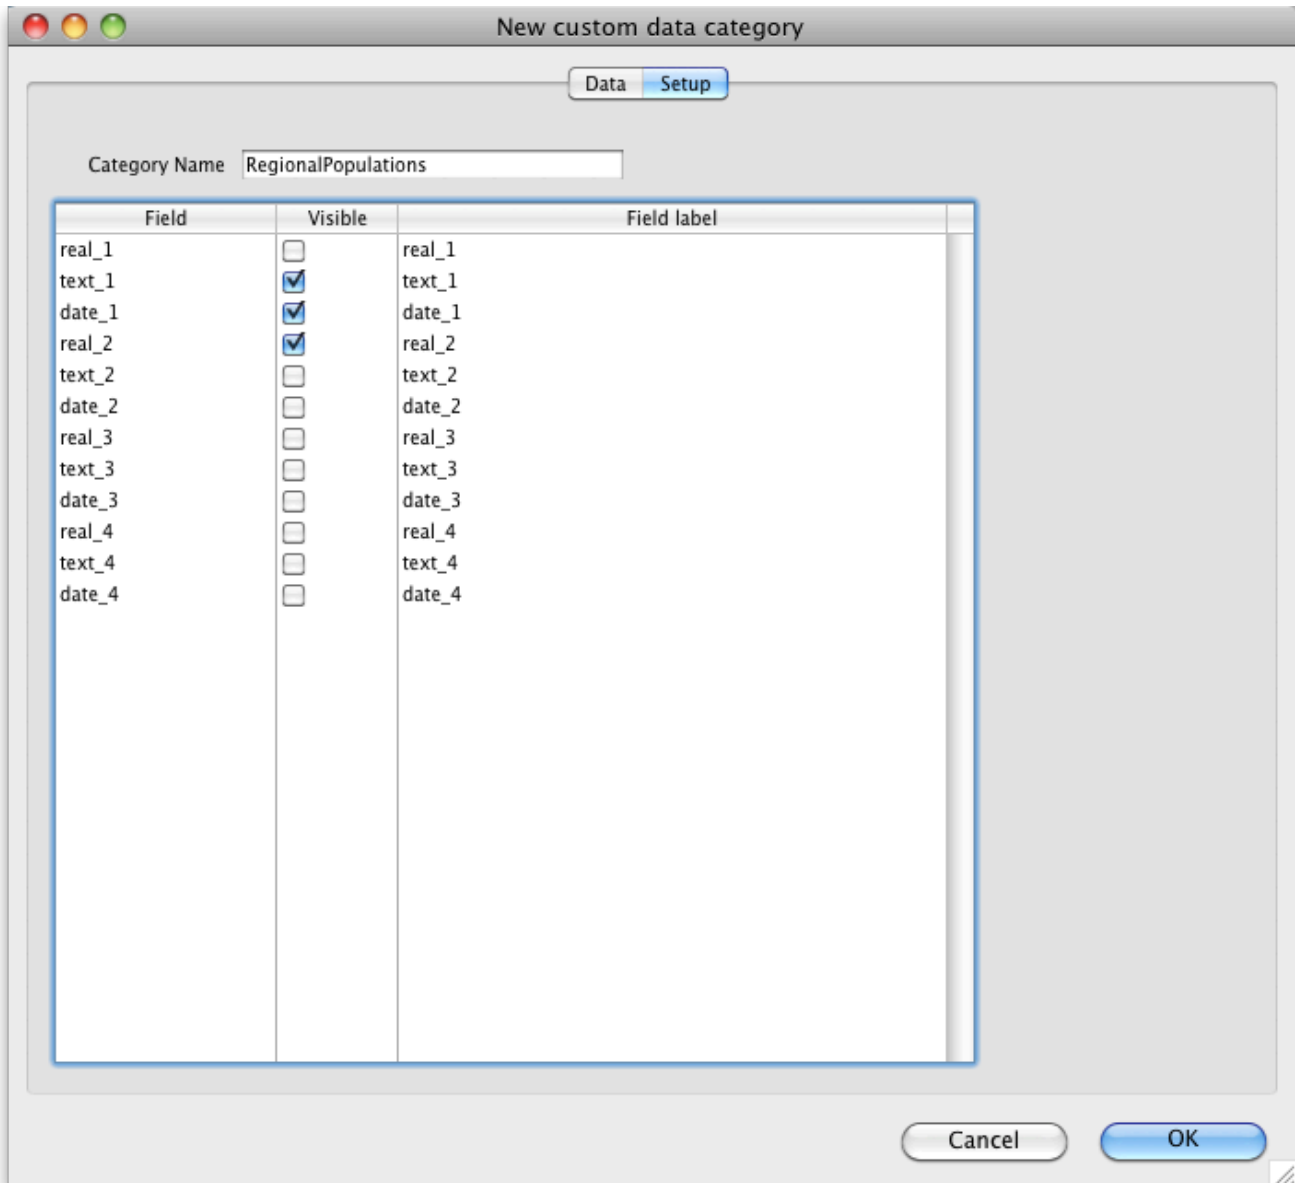 New custom data category
Data Setup
Category Name RegionalPopulations
Field Visible Field label
real_1 real_1
text_1 text_1
date_1 date_1
real_2 real_2
text_2 text_2
date_2 date_2
real_3 real_3
text_3 text_3
date_3 date_3
real_4 real_4
text_4 text_4
date_4 date_4
Cancel OK